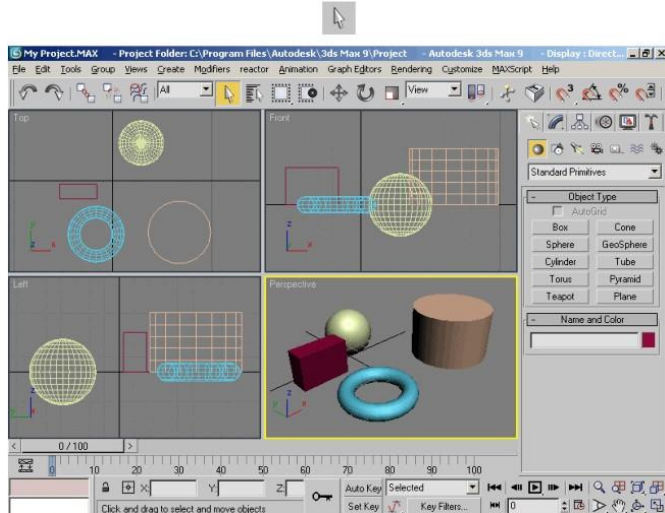 My Project.MAX - Project Folder: C:\Program Files\Autodesk\3ds Max 9\Project - Autodesk 3ds Max 9 - Display : Direct...
File Edit Tools Group Views Create Modifiers reactor Animation Graph Editors Rendering Customize MAXScript Help
All View
Top
Front
Left
Perspective
Standard Primitives
- Object Type
AutoGrid
Box Cone
Sphere GeoSphere
Cylinder Tube
Torus Pyramid
Teapot Plane
- Name and Color
< 0 / 100 >
0 10 20 30 40 50 60 70 80 90 100
X: Y: Z: Auto Key Selected
Click and drag to select and move objects Set Key Key Filters... 0